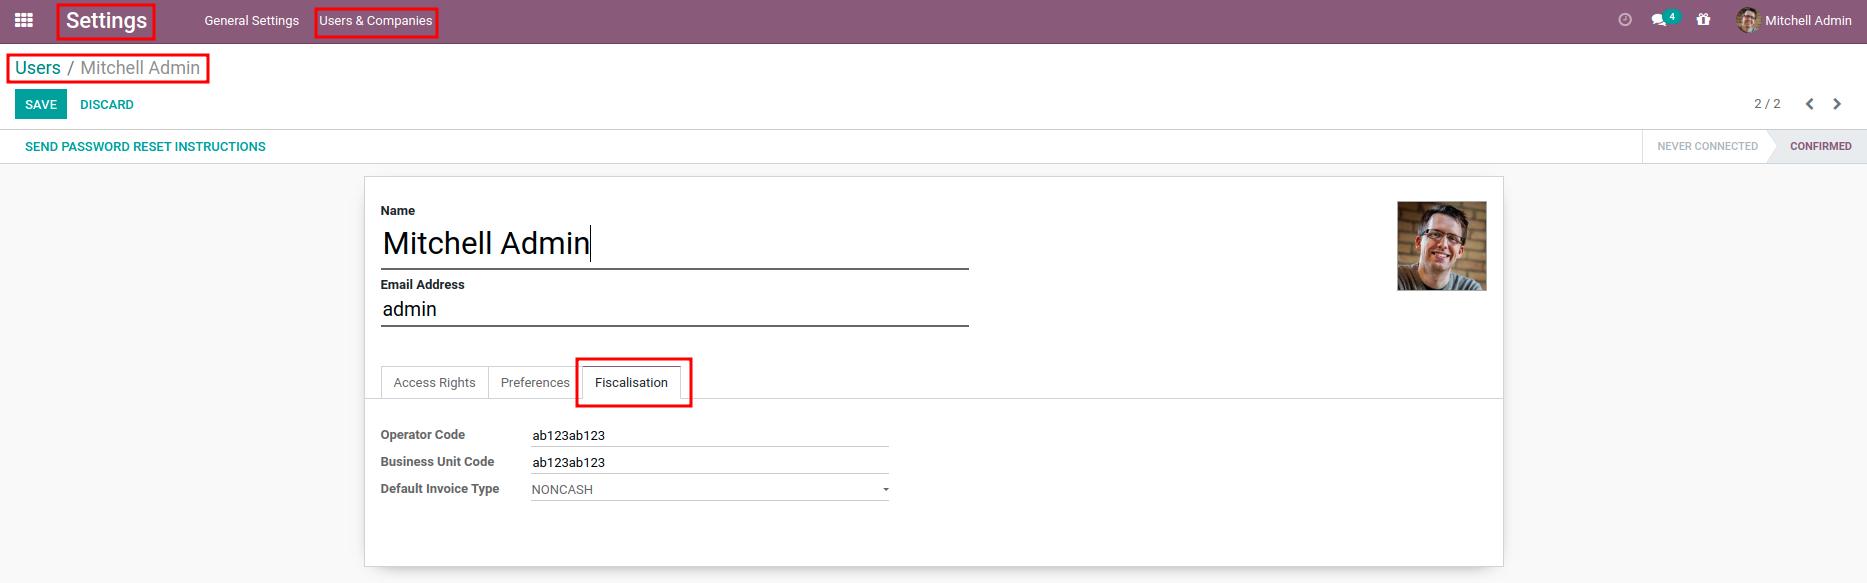 Settings General Settings Users & Companies 4 Mitchell Admin
Users / Mitchell Admin
SAVE DISCARD 2 / 2
SEND PASSWORD RESET INSTRUCTIONS NEVER CONNECTED CONFIRMED
Name
Mitchell Admin
Email Address
admin
Access Rights Preferences Fiscalisation
Operator Code ab123ab123
Business Unit Code ab123ab123
Default Invoice Type NONCASH